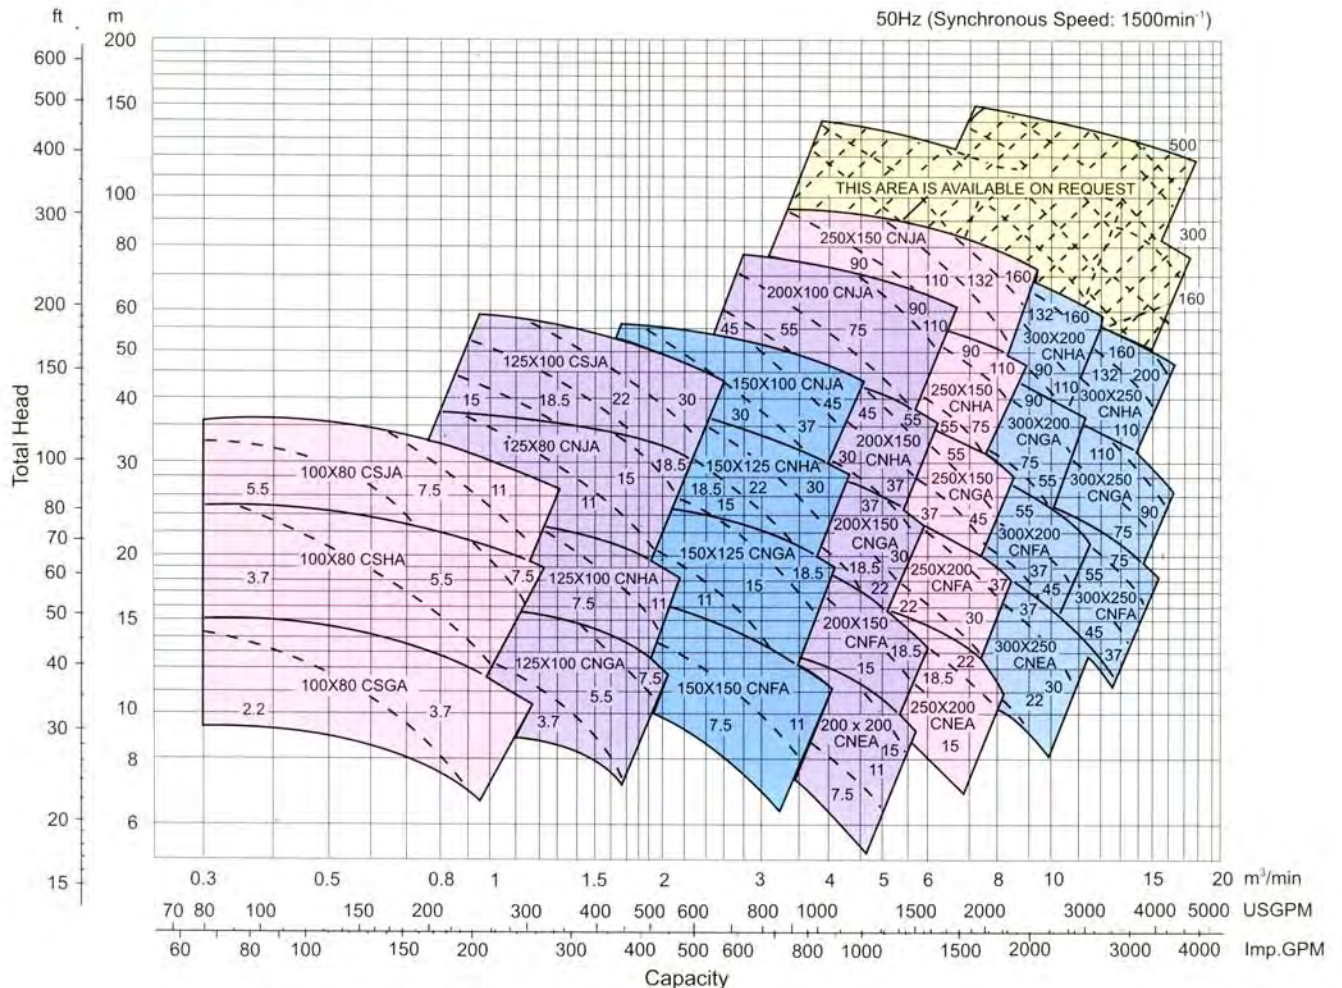 50Hz (Synchronous Speed: 1500min⁻¹)
ft m
600
500
400
300
200
150
100
80
70
60
50
40
30
20
15
200
150
100
80
60
50
40
30
20
15
10
8
6
Total Head
500
THIS AREA IS AVAILABLE ON REQUEST
300
160
250X150 CNJA
90 110 132 160
200X100 CNJA
45 55 75 90 110
132 160
300X200
CNHA
90 110
160
132 200
300X250
CNHA
110
125X100 CSJA
15 18.5 22 30
150X100 CNJA
30 37 45
90 110
250X150
CNHA
55 75
45 55
200X150
CNHA
30 37
90
300X200
CNGA
75 55
110
300X250
CNGA
90
75
100X80 CSJA
5.5 7.5 11
125X80 CNJA
11 15 18.5
150X125 CNHA
18.5 22 30
15
55
250X150
CNGA
37 45
37
200X150
CNGA
30
18.5 22
55
300X200
CNFA
37 45
75
55
300X250
CNFA
45 37
100X80 CSHA
3.7 5.5 7.5
125X100 CNHA
7.5 11
150X125 CNGA
11 15 18.5
250X200
CNFA
37
22 30
200X150
CNFA
15 18.5
37
300X250
CNEA
22 30
100X80 CSGA
2.2 3.7
125X100 CNGA
3.7 5.5 7.5
150X150 CNFA
7.5 11
200 x 200
CNEA
15
11
7.5
22
18.5
250X200
CNEA
15
0.3 0.5 0.8 1 1.5 2 3 4 5 6 8 10 15 20 m³/min
70 80 100 150 200 300 400 500 600 800 1000 1500 2000 3000 4000 5000 USGPM
60 80 100 150 200 300 400 500 600 800 1000 1500 2000 3000 4000 Imp.GPM
Capacity